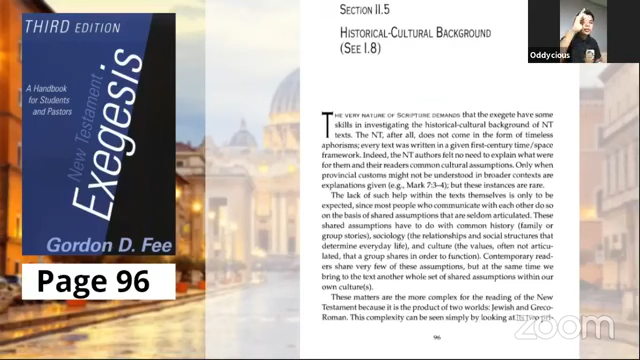 THIRD EDITION
A Handbook
for Students
and Pastors
New Testament
Exegesis
Gordon D. Fee
Page 96
SECTION II.5
HISTORICAL-CULTURAL BACKGROUND
(SEE I.8)
THE VERY NATURE OF SCRIPTURE DEMANDS that the exegete have some
skills in investigating the historical-cultural background of NT
texts. The NT, after all, does not come in the form of timeless
aphorisms; every text was written in a given first-century time/space
framework. Indeed, the NT authors felt no need to explain what were
for them and their readers common cultural assumptions. Only when
provincial customs might not be understood in broader contexts are
explanations given (e.g., Mark 7:3–4); but these instances are rare.
The lack of such help within the texts themselves is only to be
expected, since most people who communicate with each other do so
on the basis of shared assumptions that are seldom articulated. These
shared assumptions have to do with common history (family or
group stories), sociology (the relationships and social structures that
determine everyday life), and culture (the values, often not articu-
lated, that a group shares in order to function). Contemporary read-
ers share very few of these assumptions, but at the same time we
bring to the text another whole set of shared assumptions within our
own culture(s).
These matters are the more complex for the reading of the New
Testament because it is the product of two worlds: Jewish and Greco-
Roman. This complexity can be seen simply by looking at its two
96
Oddycious
zoom